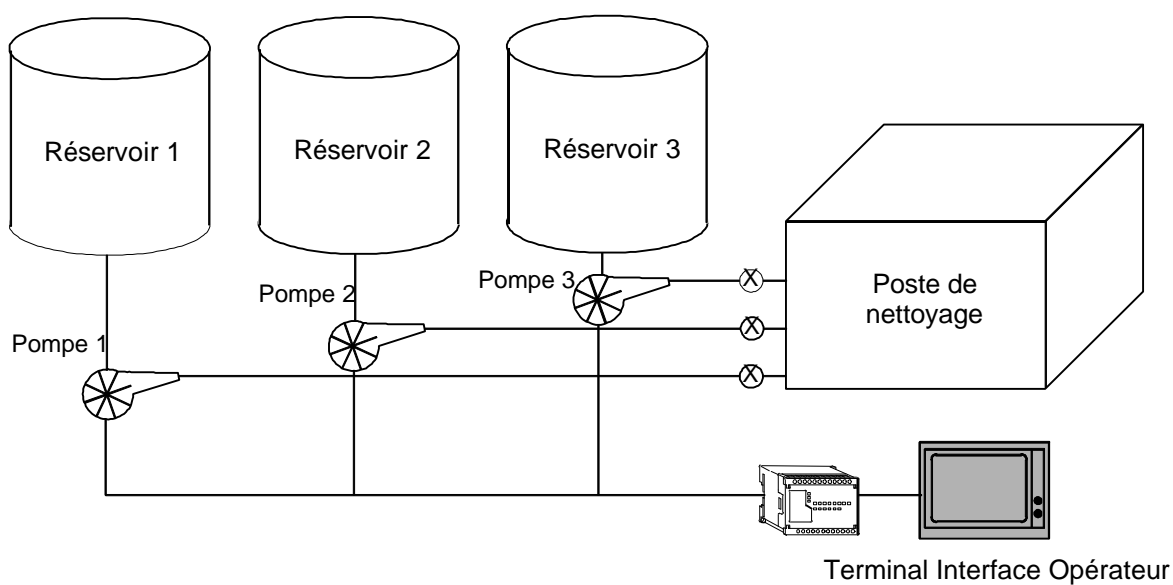 Réservoir 1
Réservoir 2
Réservoir 3
Pompe 3
Pompe 2
Pompe 1
X
X
X
Poste de
nettoyage
Terminal Interface Opérateur